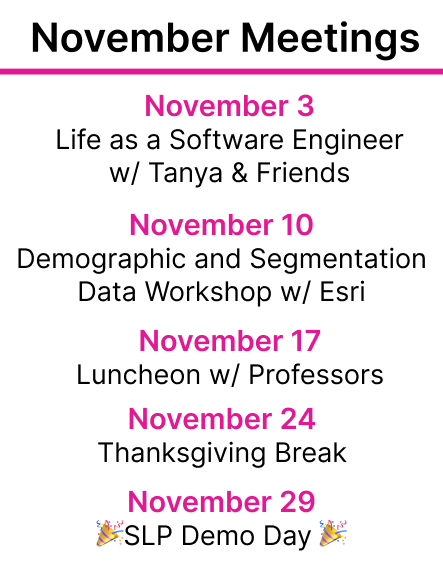 November Meetings
November 3
Life as a Software Engineer
w/ Tanya & Friends
November 10
Demographic and Segmentation
Data Workshop w/ Esri
November 17
Luncheon w/ Professors
November 24
Thanksgiving Break
November 29
🎉SLP Demo Day 🎉